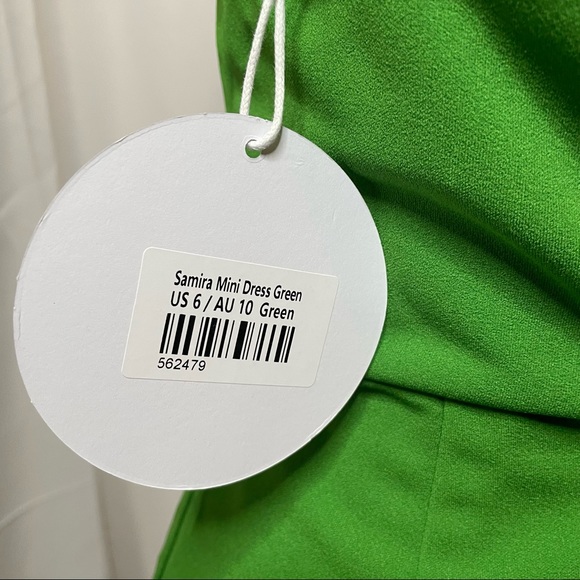 Samira Mini Dress Green
US 6 / AU 10 Green
562479